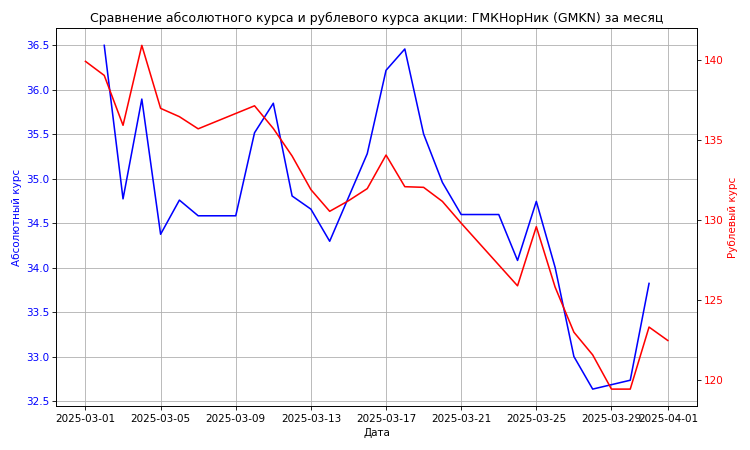 Сравнение абсолютного курса и рублевого курса акции: ГМКНорНик (GMKN) за месяц
36.5
36.0
35.5
35.0
34.5
34.0
33.5
33.0
32.5
Абсолютный курс
140
135
130
125
120
Рублевый курс
2025-03-01 2025-03-05 2025-03-09 2025-03-13 2025-03-17 2025-03-21 2025-03-25 2025-03-29 2025-04-01
Дата